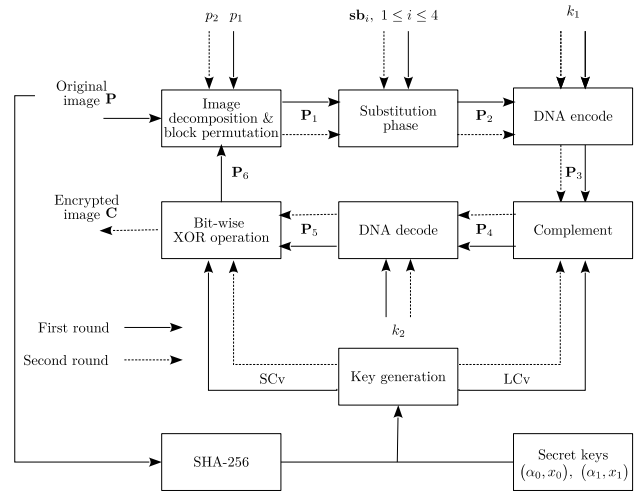 p₂ p₁
sbᵢ, 1 ≤ i ≤ 4
k₁
Original
image P
Image
decomposition &
block permutation
P₁
Substitution
phase
P₂
DNA encode
P₆
P₃
Encrypted
image C
Bit-wise
XOR operation
P₅
DNA decode
P₄
Complement
First round
k₂
Second round
SCv
Key generation
LCv
SHA-256
Secret keys
(α₀, x₀), (α₁, x₁)